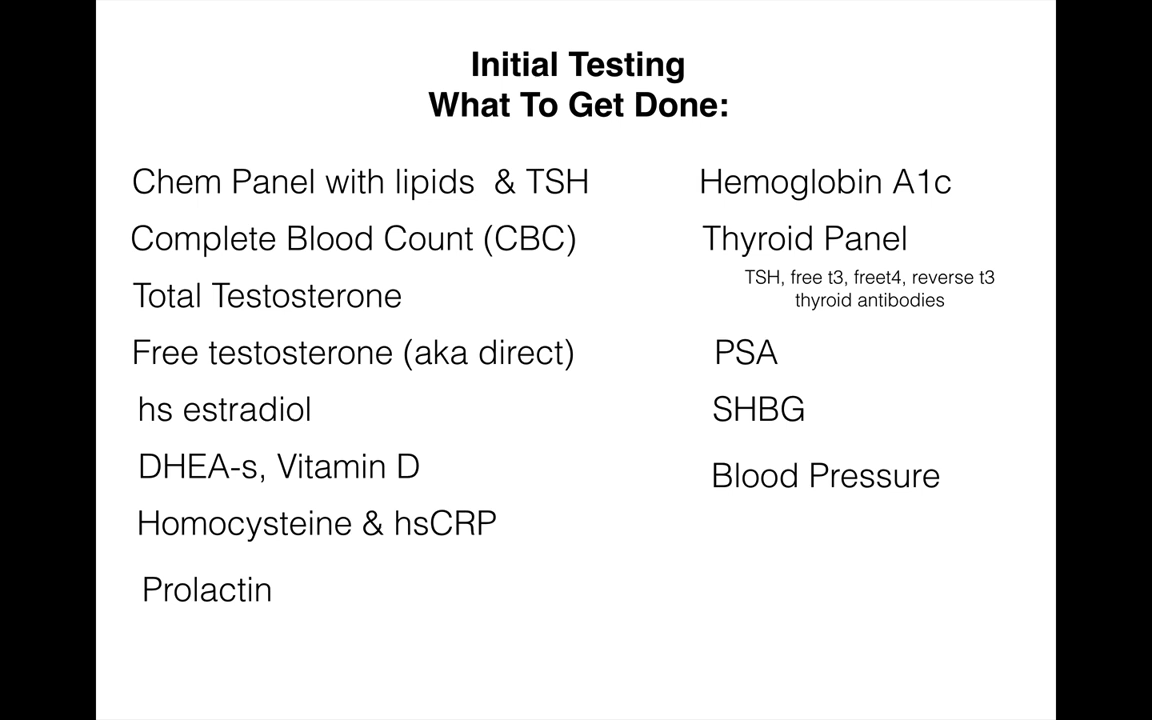 Initial Testing
What To Get Done:
Chem Panel with lipids & TSH
Complete Blood Count (CBC)
Total Testosterone
Free testosterone (aka direct)
hs estradiol
DHEA-s, Vitamin D
Homocysteine & hsCRP
Prolactin
Hemoglobin A1c
Thyroid Panel
TSH, free t3, freet4, reverse t3
thyroid antibodies
PSA
SHBG
Blood Pressure